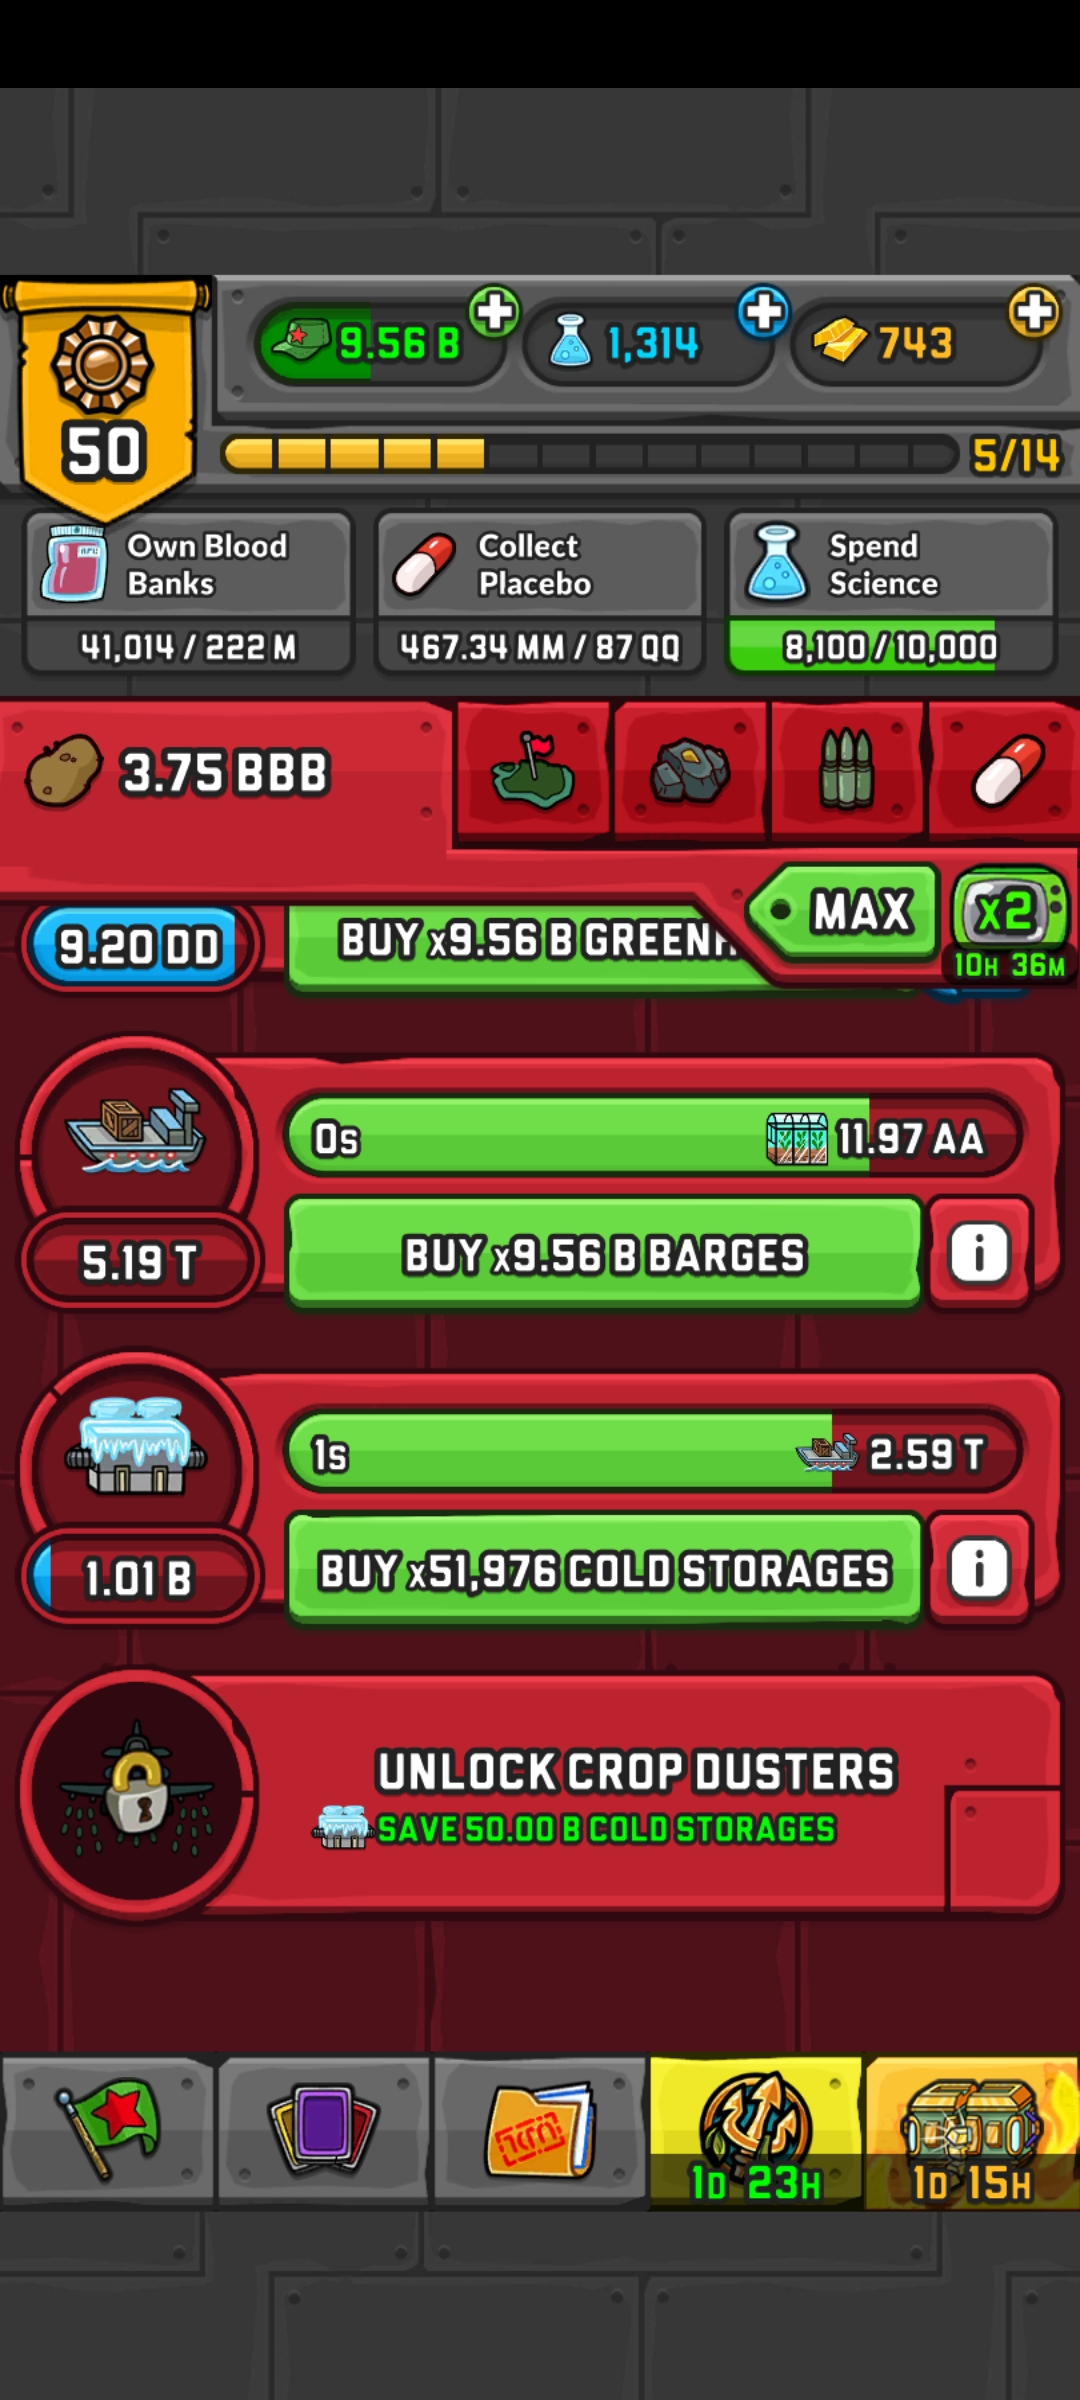 9.56 B
1,314
743
50
5/14
Own Blood
Banks
41,014 / 222 M
Collect
Placebo
467.34 MM / 87 QQ
Spend
Science
8,100 / 10,000
3.75 BBB
MAX
x2
10H 36M
9.20 DD
BUY x9.56 B
0s
11.97 AA
5.19 T
BUY x9.56 B BARGES
i
1s
2.59 T
1.01 B
BUY x51,976 COLD STORAGES
i
UNLOCK CROP DUSTERS
SAVE 50.00 B COLD STORAGES
1D 23H
1D 15H